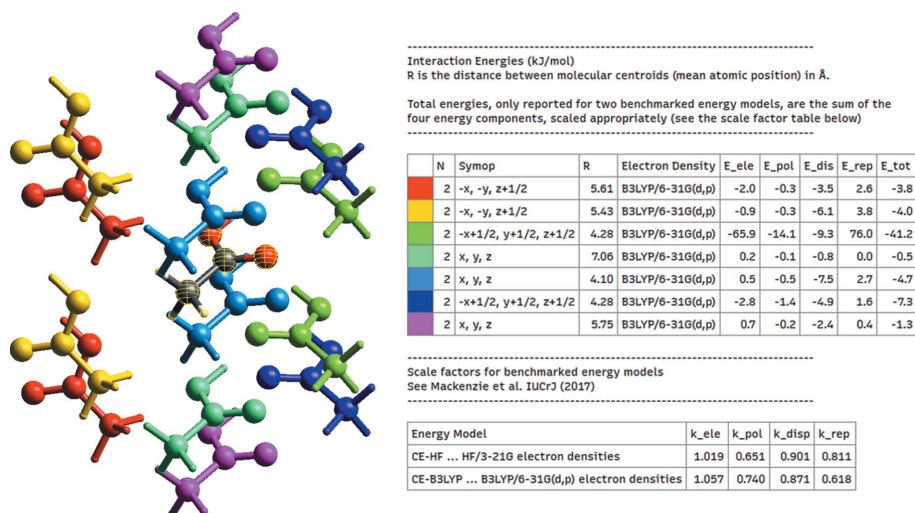 --------------------------------------------------------------------
Interaction Energies (kJ/mol)
R is the distance between molecular centroids (mean atomic position) in Å.
Total energies, only reported for two benchmarked energy models, are the sum of the
four energy components, scaled appropriately (see the scale factor table below)
--------------------------------------------------------------------
N Symop R Electron Density E_ele E_pol E_dis E_rep E_tot
2 -x, -y, z+1/2 5.61 B3LYP/6-31G(d,p) -2.0 -0.3 -3.5 2.6 -3.8
2 -x, -y, z+1/2 5.43 B3LYP/6-31G(d,p) -0.9 -0.3 -6.1 3.8 -4.0
2 -x+1/2, y+1/2, z+1/2 4.28 B3LYP/6-31G(d,p) -65.9 -14.1 -9.3 76.0 -41.2
2 x, y, z 7.06 B3LYP/6-31G(d,p) 0.2 -0.1 -0.8 0.0 -0.5
2 x, y, z 4.10 B3LYP/6-31G(d,p) 0.5 -0.5 -7.5 2.7 -4.7
2 -x+1/2, y+1/2, z+1/2 4.28 B3LYP/6-31G(d,p) -2.8 -1.4 -4.9 1.6 -7.3
2 x, y, z 5.75 B3LYP/6-31G(d,p) 0.7 -0.2 -2.4 0.4 -1.3
--------------------------------------------------------------------
Scale factors for benchmarked energy models
See Mackenzie et al. IUCrJ (2017)
--------------------------------------------------------------------
Energy Model k_ele k_pol k_disp k_rep
CE-HF ... HF/3-21G electron densities 1.019 0.651 0.901 0.811
CE-B3LYP ... B3LYP/6-31G(d,p) electron densities 1.057 0.740 0.871 0.618